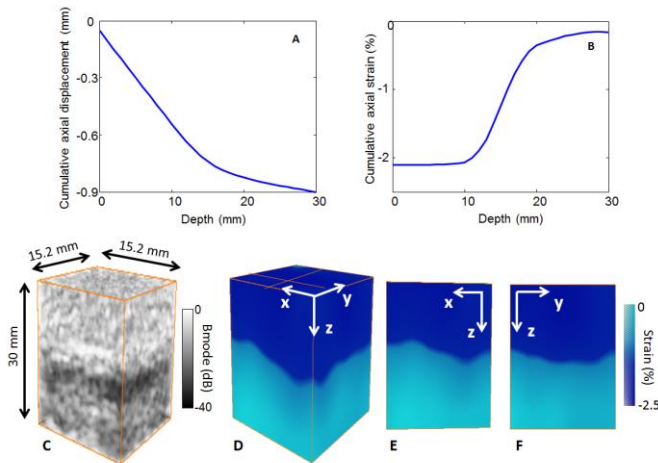 Cumulative axial displacement (mm)
0
-0.3
-0.6
-0.9
0
10
20
30
Depth (mm)
A
Cumulative axial strain (%)
0
-1
-2
0
10
20
30
Depth (mm)
B
15.2 mm
15.2 mm
30 mm
0
-40
Bmode (dB)
C
x
y
z
D
x
z
E
y
z
F
0
-2.5
Strain (%)